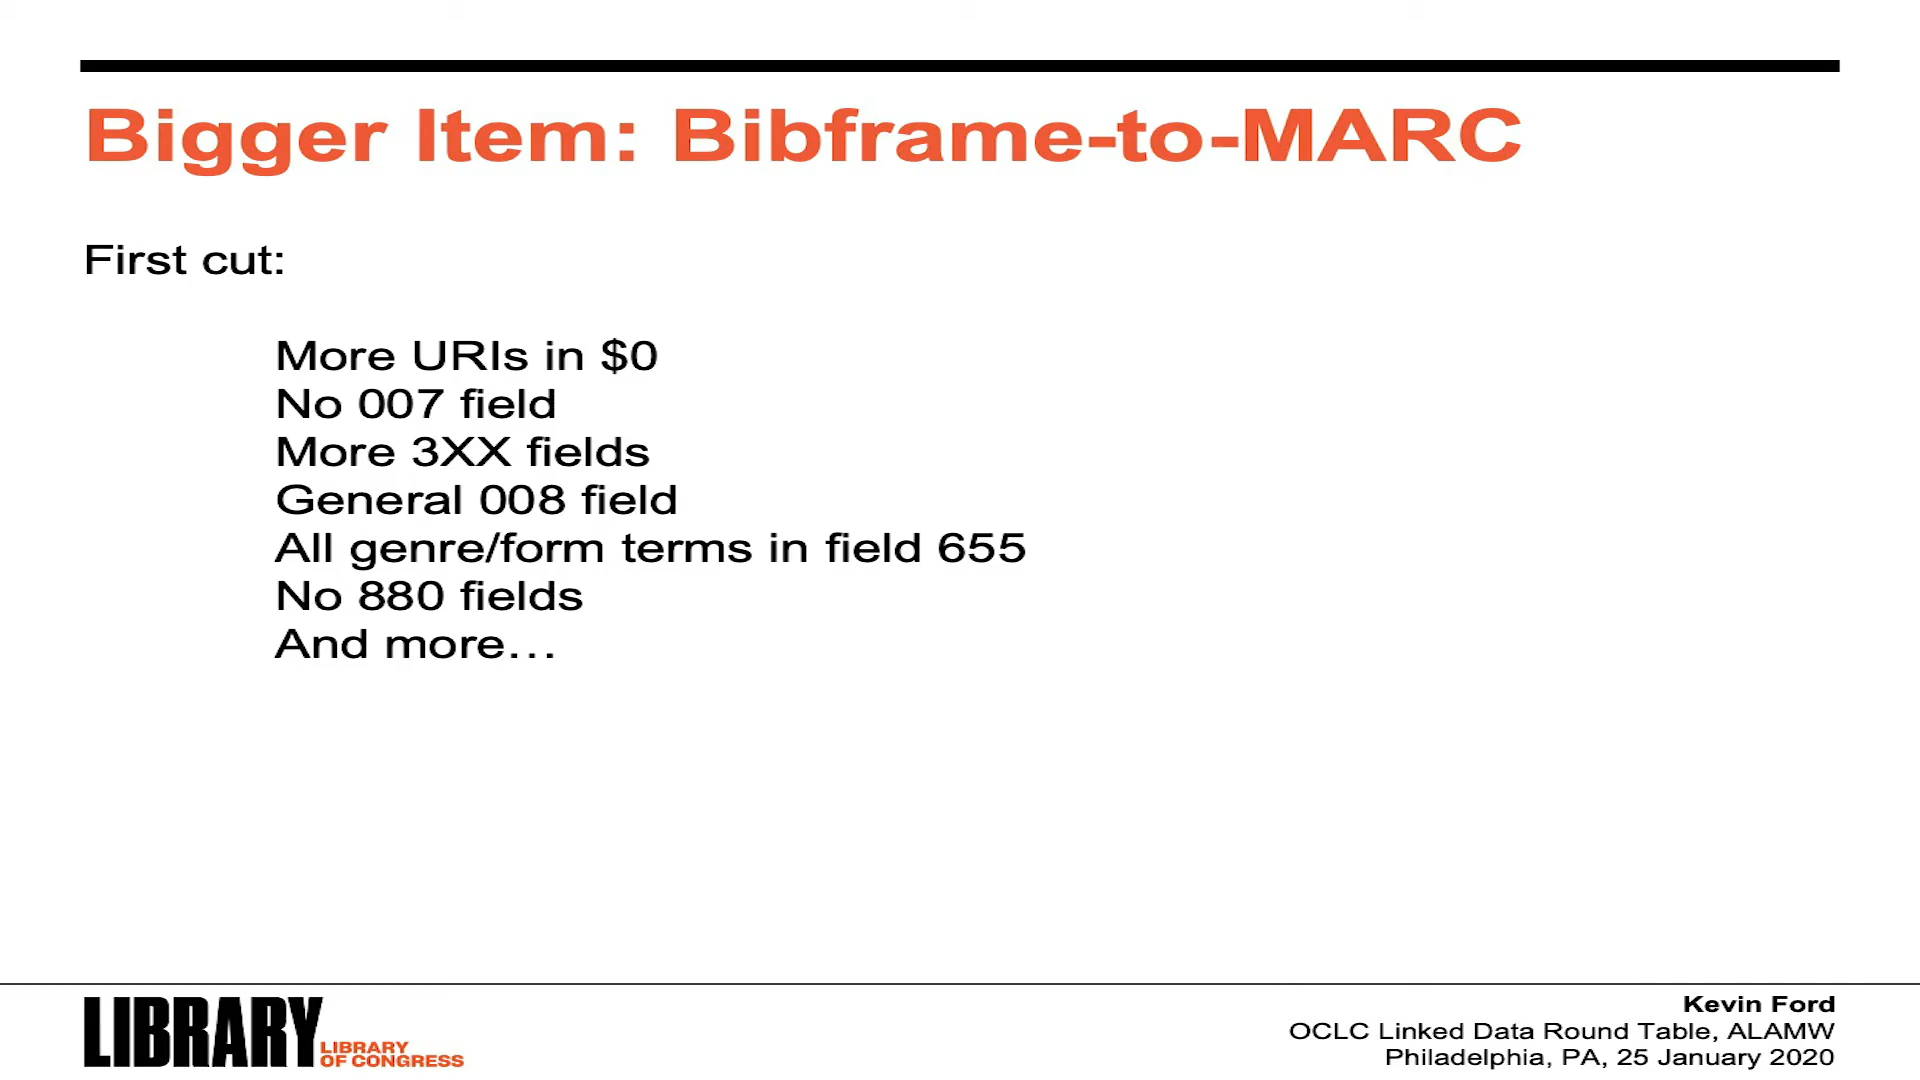 Bigger Item: Bibframe-to-MARC
First cut:
More URIs in $0
No 007 field
More 3XX fields
General 008 field
All genre/form terms in field 655
No 880 fields
And more…
LIBRARY
LIBRARY
OF CONGRESS
Kevin Ford
OCLC Linked Data Round Table, ALAMW
Philadelphia, PA, 25 January 2020